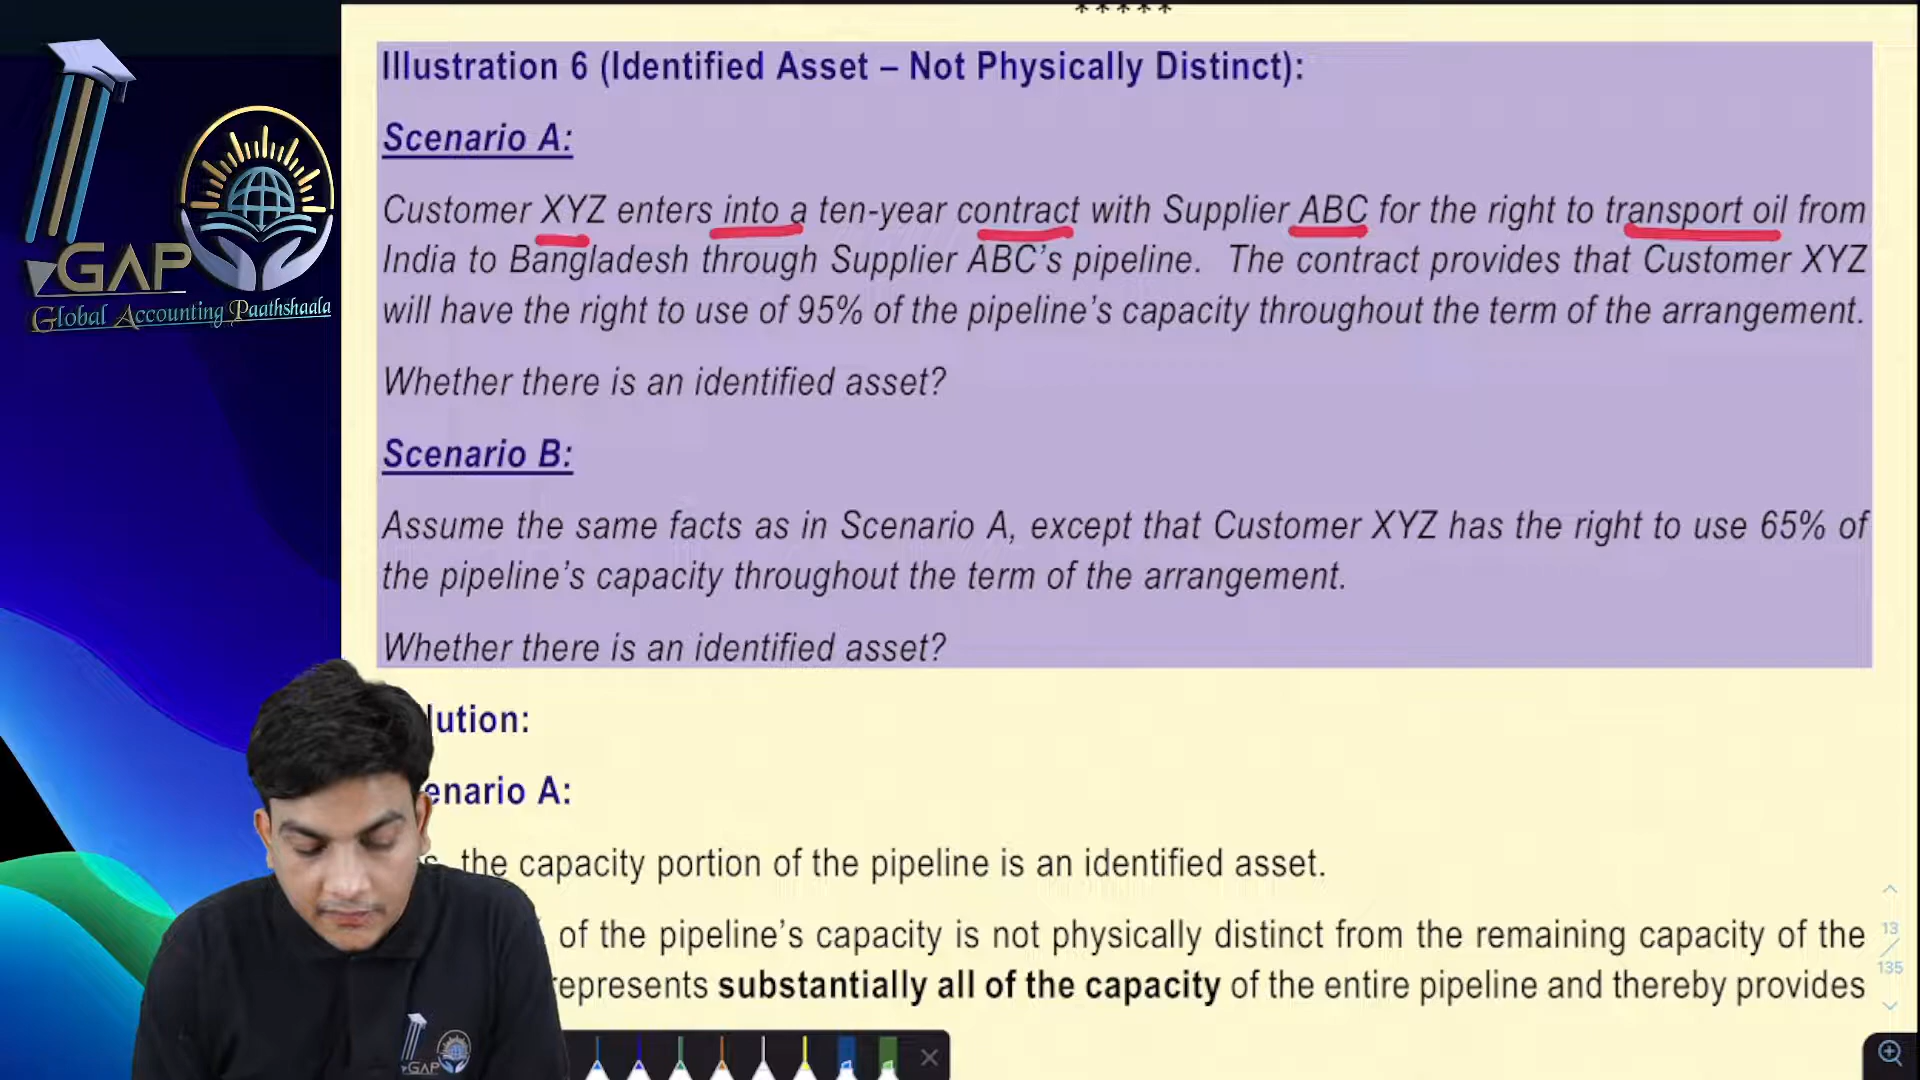 *****
Illustration 6 (Identified Asset – Not Physically Distinct):
Scenario A:
Customer XYZ enters into a ten-year contract with Supplier ABC for the right to transport oil from
India to Bangladesh through Supplier ABC's pipeline. The contract provides that Customer XYZ
will have the right to use of 95% of the pipeline's capacity throughout the term of the arrangement.
Whether there is an identified asset?
Scenario B:
Assume the same facts as in Scenario A, except that Customer XYZ has the right to use 65% of
the pipeline's capacity throughout the term of the arrangement.
Whether there is an identified asset?
lution:
enario A:
s, the capacity portion of the pipeline is an identified asset.
of the pipeline's capacity is not physically distinct from the remaining capacity of the
epresents substantially all of the capacity of the entire pipeline and thereby provides
GAP
Global Accounting Paathshaala
GAP
13
135